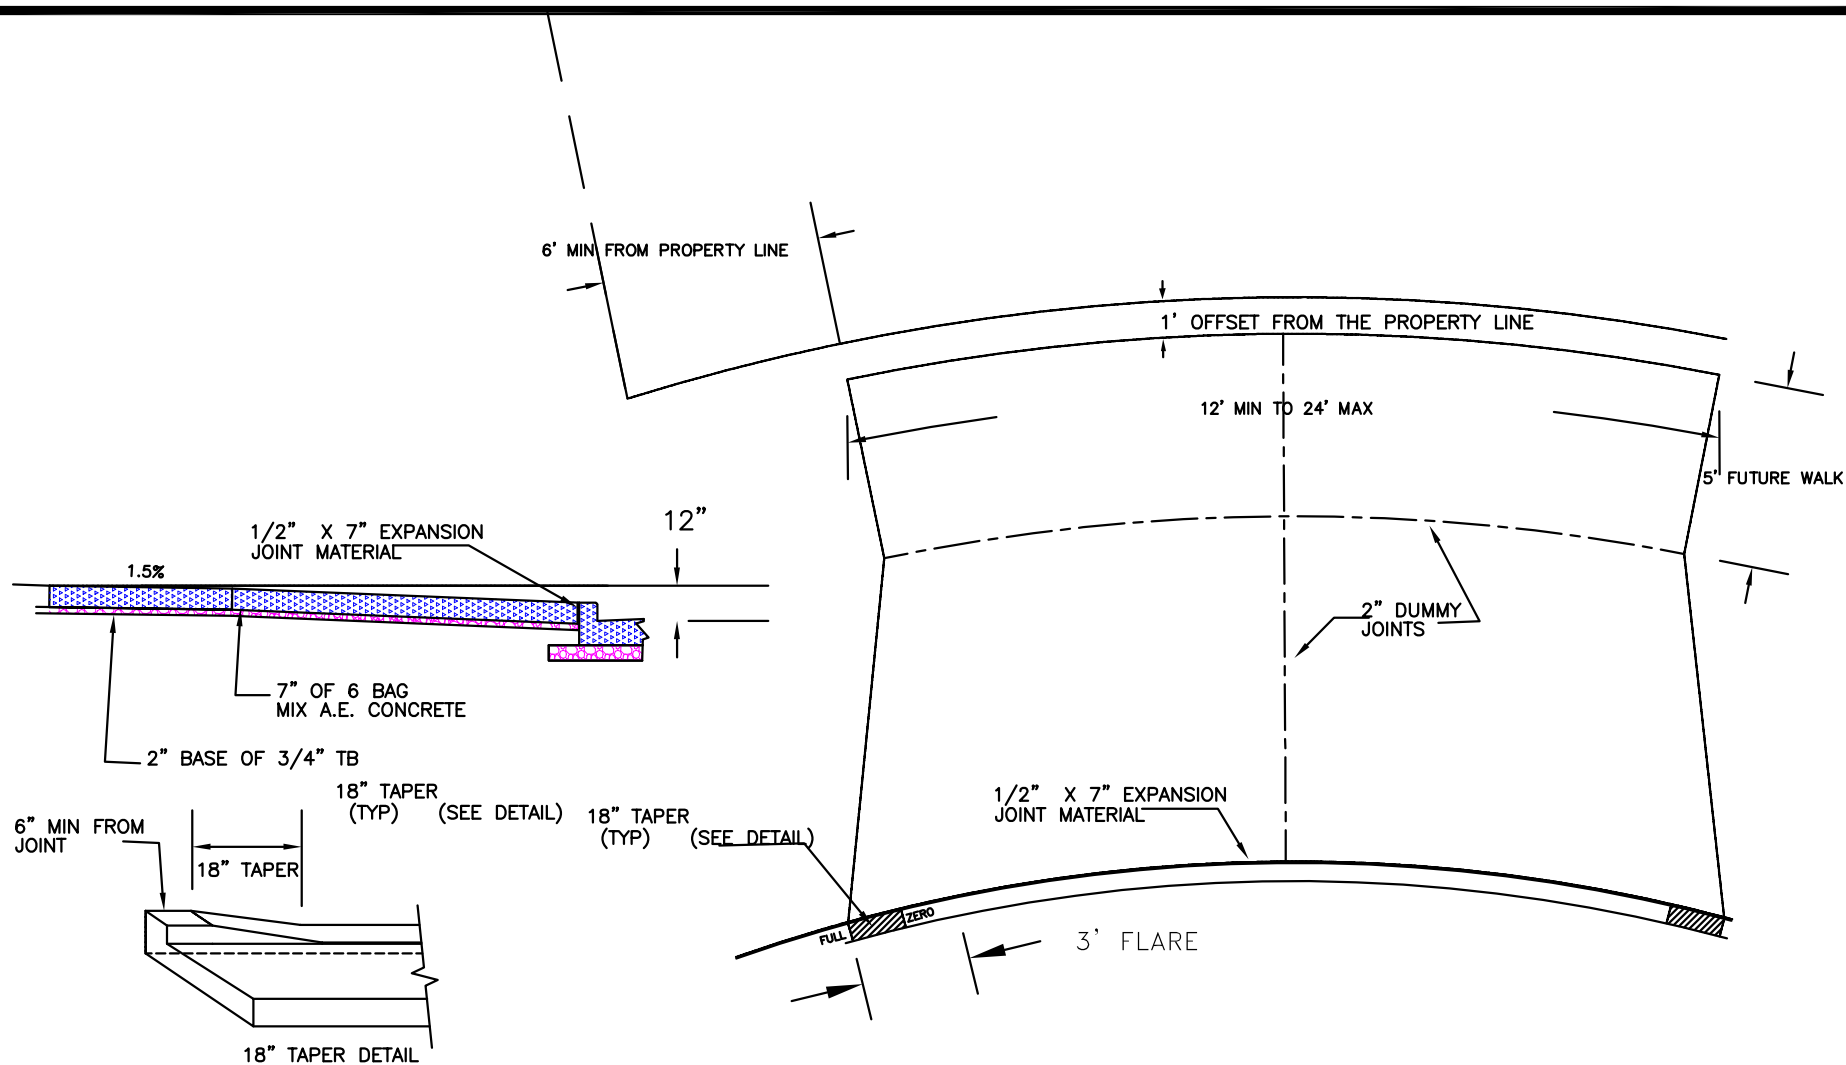 6' MIN FROM PROPERTY LINE
1' OFFSET FROM THE PROPERTY LINE
12' MIN TO 24' MAX
5' FUTURE WALK
1/2" X 7" EXPANSION
JOINT MATERIAL
12"
1.5%
2" DUMMY
JOINTS
7" OF 6 BAG
MIX A.E. CONCRETE
2" BASE OF 3/4" TB
18" TAPER
(TYP) (SEE DETAIL)
18" TAPER
(TYP) (SEE DETAIL)
1/2" X 7" EXPANSION
JOINT MATERIAL
6" MIN FROM
JOINT
18" TAPER
FULL
ZERO
3' FLARE
18" TAPER DETAIL